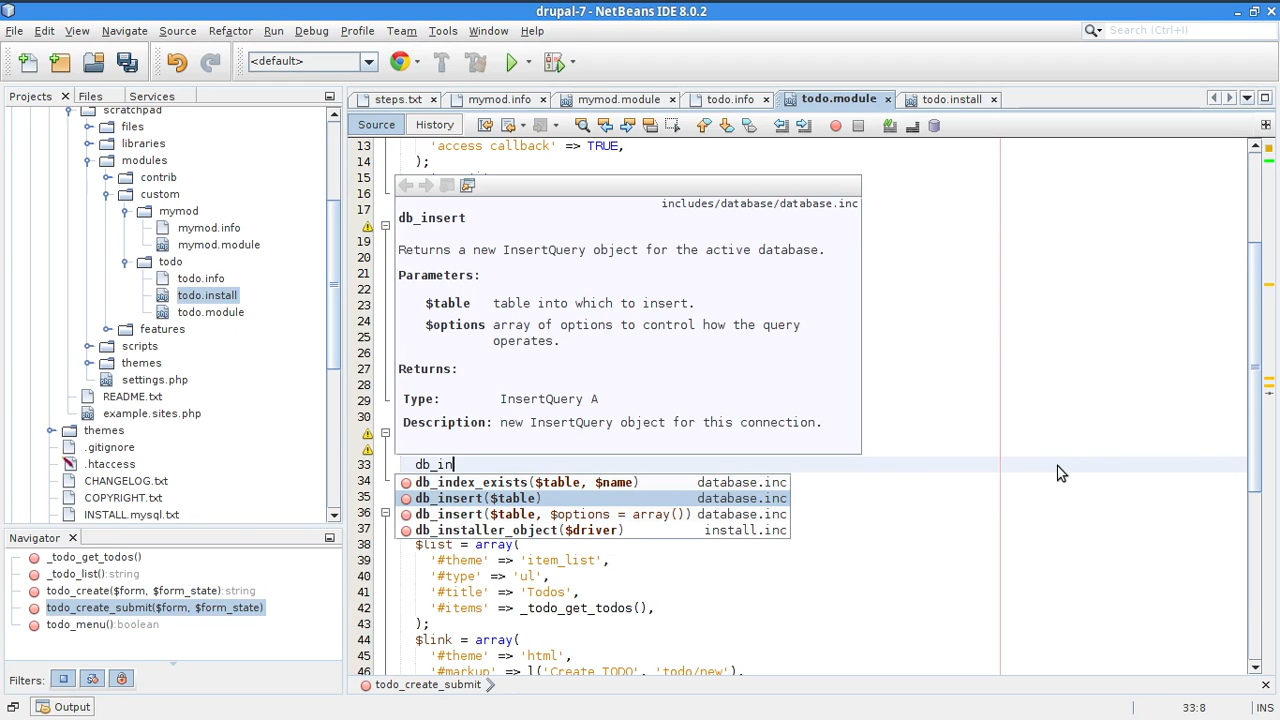 drupal-7 - NetBeans IDE 8.0.2
File Edit View Navigate Source Refactor Run Debug Profile Team Tools Window Help
Search (Ctrl+I)
<default>
Projects Files Services
steps.txt mymod.info mymod.module todo.info todo.module todo.install
Source History
scratchpad
files
libraries
modules
contrib
custom
mymod
mymod.info
mymod.module
todo
todo.info
todo.install
todo.module
features
scripts
themes
settings.php
README.txt
example.sites.php
themes
.gitignore
.htaccess
CHANGELOG.txt
COPYRIGHT.txt
INSTALL.mysql.txt
Navigator
_todo_get_todos()
_todo_list():string
todo_create($form, $form_state):string
todo_create_submit($form, $form_state)
todo_menu():boolean
Filters:
13 'access callback' => TRUE,
14 );
15
16
17
19
20
21
22
23
24
25
26
27
28
29
30
includes/database/database.inc
db_insert
Returns a new InsertQuery object for the active database.
Parameters:
$table table into which to insert.
$options array of options to control how the query
operates.
Returns:
Type: InsertQuery A
Description: new InsertQuery object for this connection.
33 db_in
34
35
36
37
db_index_exists($table, $name) database.inc
db_insert($table) database.inc
db_insert($table, $options = array()) database.inc
db_installer_object($driver) install.inc
38 $list = array(
39 '#theme' => 'item_list',
40 '#type' => 'ul',
41 '#title' => 'Todos',
42 '#items' => _todo_get_todos(),
43 );
44 $link = array(
45 '#theme' => 'html',
46 '#markup' => l('Create TODO', 'todo/new'),
todo_create_submit
Output
33:8 INS